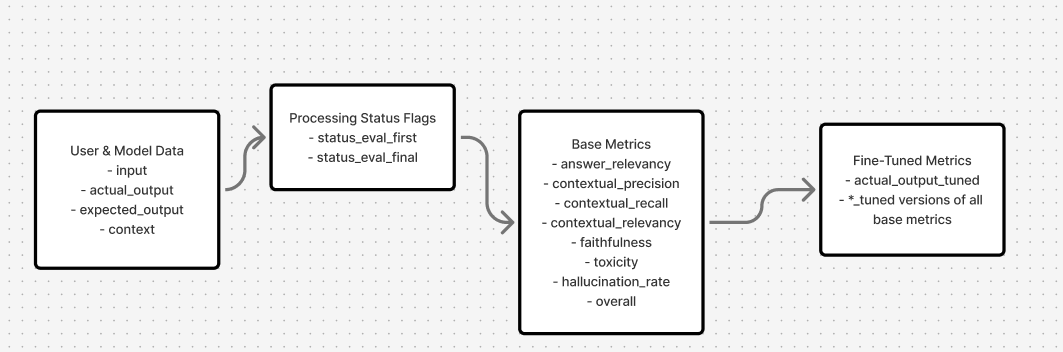 User & Model Data
- input
- actual_output
- expected_output
- context
Processing Status Flags
- status_eval_first
- status_eval_final
Base Metrics
- answer_relevancy
- contextual_precision
- contextual_recall
- contextual_relevancy
- faithfulness
- toxicity
- hallucination_rate
- overall
Fine-Tuned Metrics
- actual_output_tuned
- *_tuned versions of all
base metrics